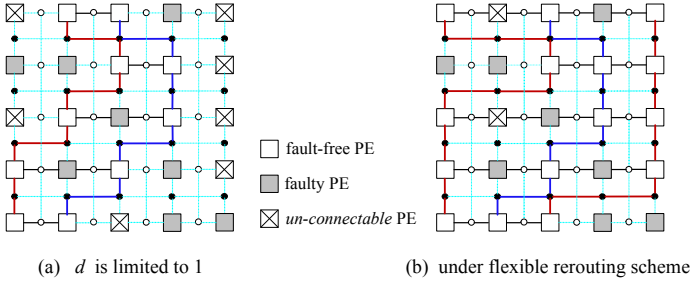 fault-free PE
faulty PE
un-connectable PE
(a) d is limited to 1
(b) under flexible rerouting scheme